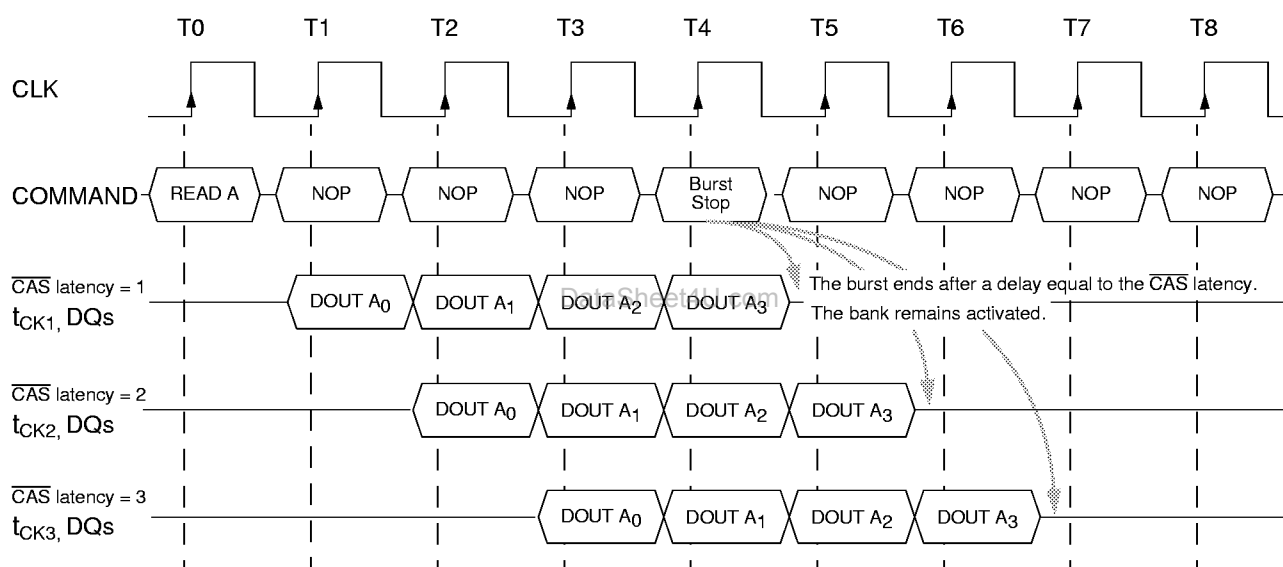 T0 T1 T2 T3 T4 T5 T6 T7 T8
CLK
COMMAND READ A NOP NOP NOP Burst Stop NOP NOP NOP NOP
CAS latency = 1
tCK1, DQs
DOUT A0 DOUT A1 DOUT A2 DOUT A3
DataSheet4U.com
The burst ends after a delay equal to the CAS latency.
The bank remains activated.
CAS latency = 2
tCK2, DQs
DOUT A0 DOUT A1 DOUT A2 DOUT A3
CAS latency = 3
tCK3, DQs
DOUT A0 DOUT A1 DOUT A2 DOUT A3